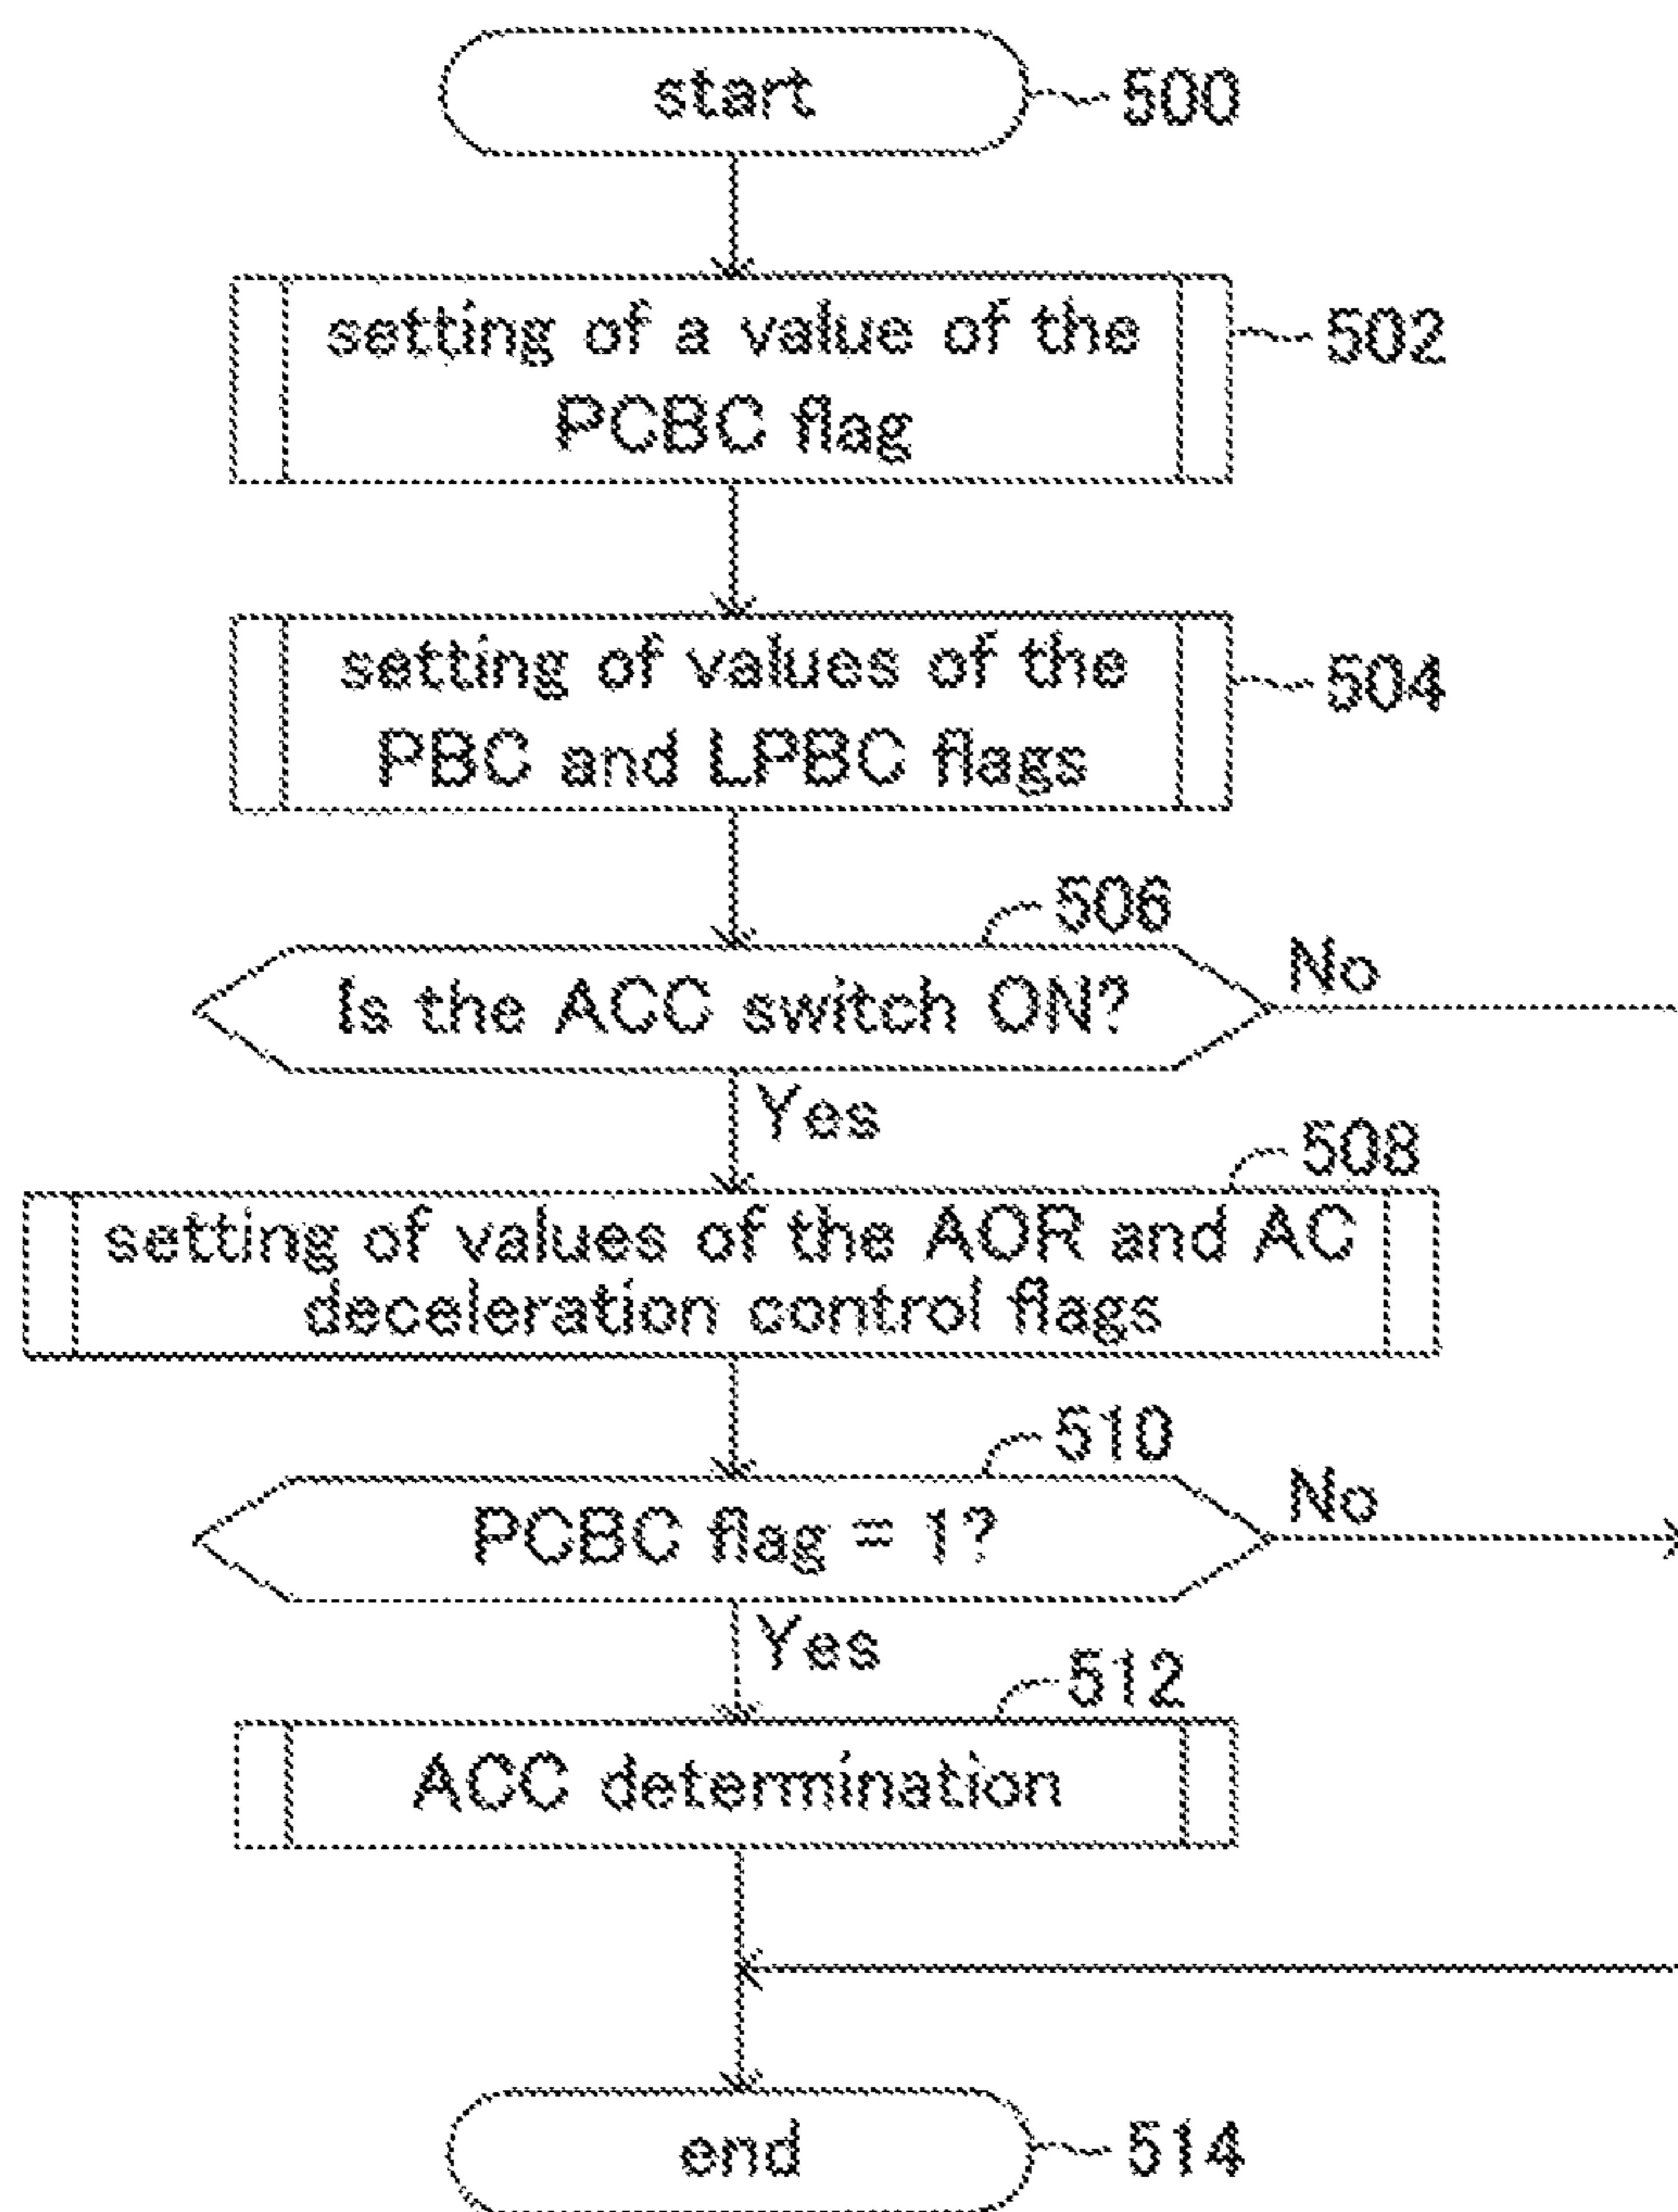 start
500
setting of a value of the
PCBC flag
502
setting of values of the
PBC and LPBC flags
504
506
Is the ACC switch ON?
No
Yes
508
setting of values of the AOR and AC
deceleration control flags
510
PCBC flag = 1?
No
Yes
512
ACC determination
end
514